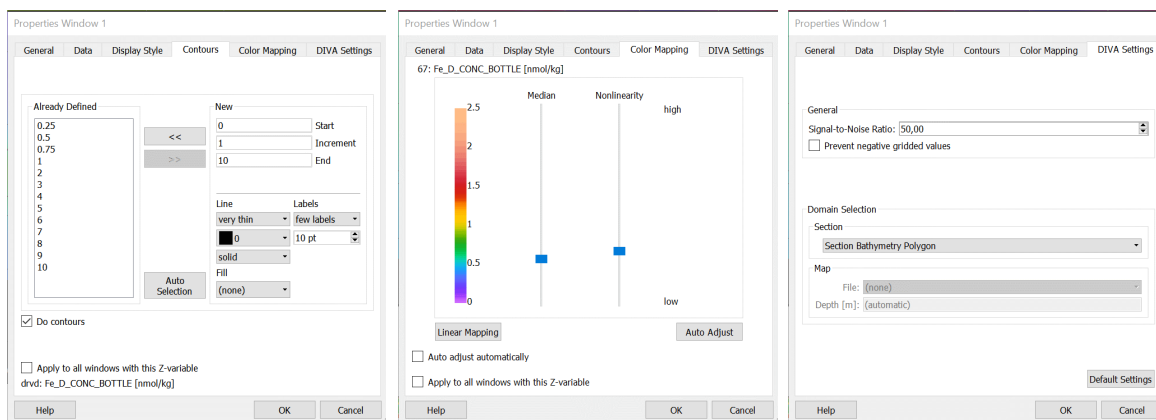 Properties Window 1
General Data Display Style Contours Color Mapping DIVA Settings
Already Defined
0.25
0.5
0.75
1
2
3
4
5
6
7
8
9
10
<<
>>
Auto
Selection
New
0 Start
1 Increment
10 End
Line Labels
very thin few labels
0 10 pt
solid
Fill
(none)
Do contours
Apply to all windows with this Z-variable
drvd: Fe_D_CONC_BOTTLE [nmol/kg]
Help OK Cancel
Properties Window 1
General Data Display Style Contours Color Mapping DIVA Settings
67: Fe_D_CONC_BOTTLE [nmol/kg]
Median Nonlinearity
2.5
2
1.5
1
0.5
0
high
low
Linear Mapping Auto Adjust
Auto adjust automatically
Apply to all windows with this Z-variable
Help OK Cancel
Properties Window 1
General Data Display Style Contours Color Mapping DIVA Settings
General
Signal-to-Noise Ratio: 50,00
Prevent negative gridded values
Domain Selection
Section
Section Bathymetry Polygon
Map
File: (none)
Depth [m]: (automatic)
Default Settings
Help OK Cancel